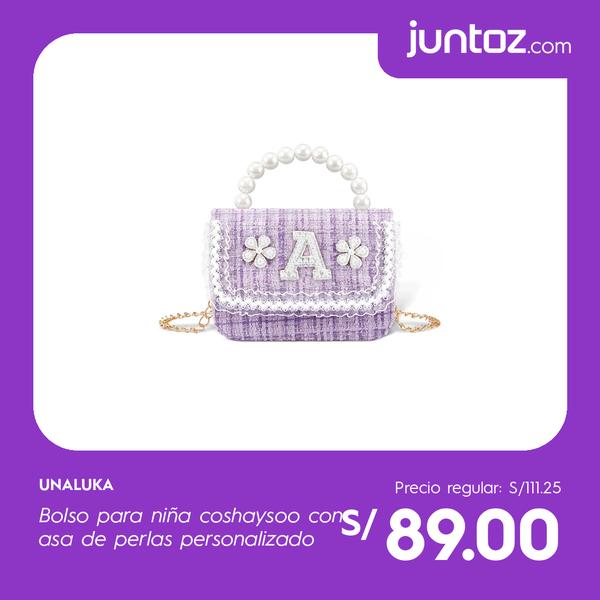 juntoz.com
A
UNALUKA
Bolso para niña coshaysoo con
asa de perlas personalizado
Precio regular: S/111.25
S/ 89.00